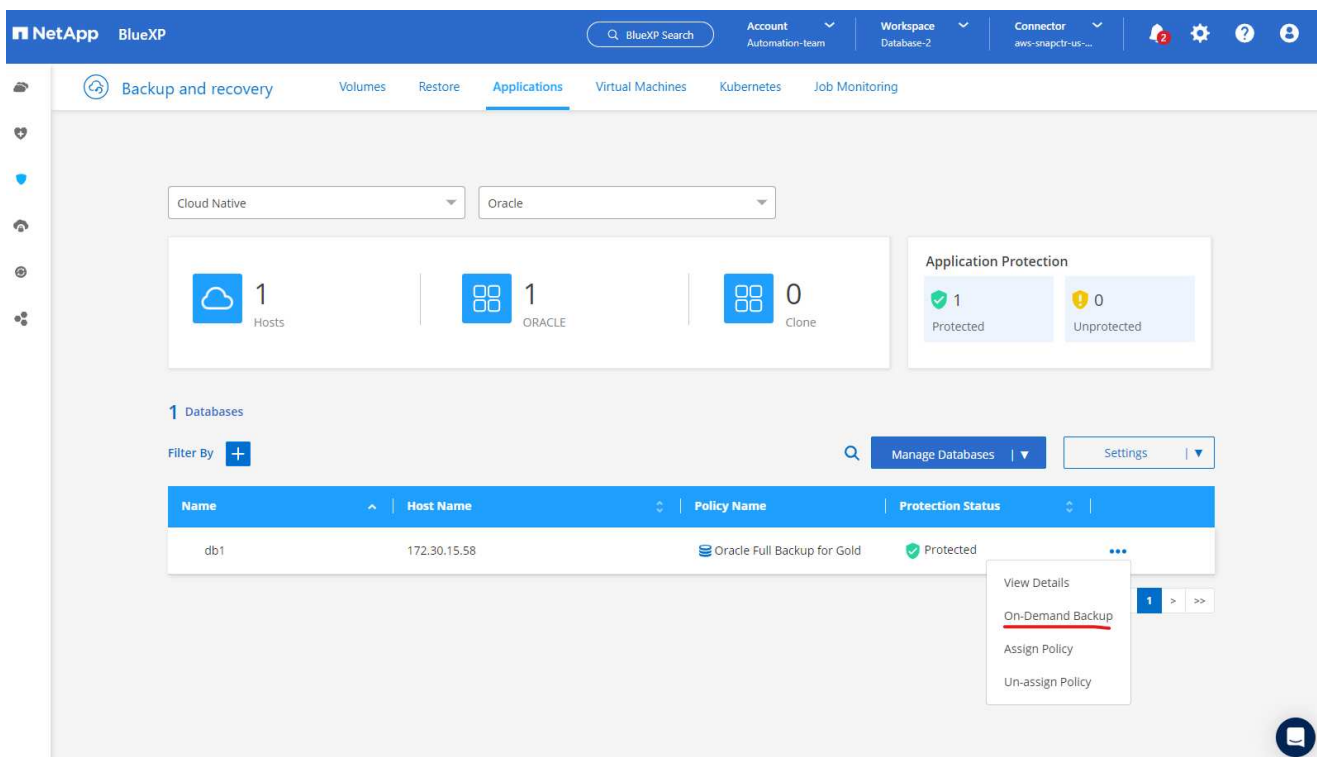 NetApp BlueXP
BlueXP Search
Account
Automation-team
Workspace
Database-2
Connector
aws-snapctr-us-...
2
Backup and recovery
Volumes Restore Applications Virtual Machines Kubernetes Job Monitoring
Cloud Native
Oracle
1
Hosts
1
ORACLE
0
Clone
Application Protection
1
Protected
0
Unprotected
1 Databases
Filter By
Manage Databases
Settings
Name Host Name Policy Name Protection Status
db1 172.30.15.58 Oracle Full Backup for Gold Protected
View Details
On-Demand Backup
Assign Policy
Un-assign Policy
1 > >>